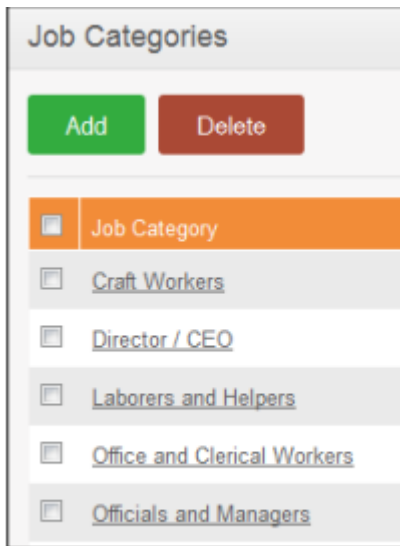 Job Categories
Add Delete
Job Category
Craft Workers
Director / CEO
Laborers and Helpers
Office and Clerical Workers
Officials and Managers